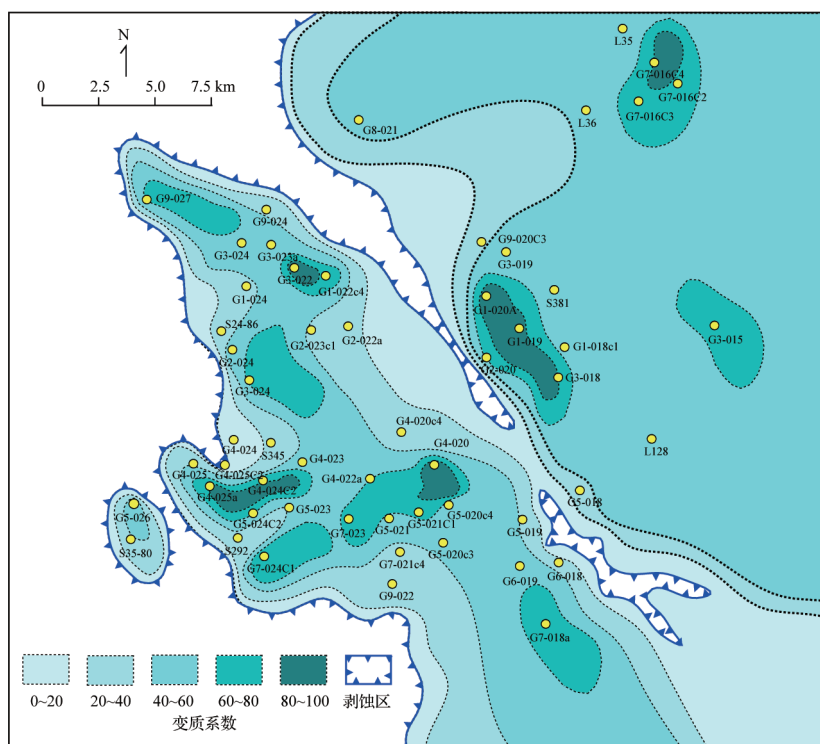 N
0 2.5 5.0 7.5 km
L35
G7-016C4
G7-016C2
G7-016C3
L36
G8-021
G9-027
G9-024
G3-024
G3-023a
G3-022
G1-022c4
G1-024
G9-020C3
G3-019
S381
G1-020A
G1-019
G1-018c1
G3-015
S24-86
G2-023c1
G2-022a
G2-024
G2-020
G3-018
G3-024
G4-020c4
L128
G4-024
S345
G4-023
G4-020
G4-025
G4-025C2
G4-025a
G4-024C2
G4-022a
G5-018
G5-026
G5-024C2
G5-023
G7-023
G5-021
G5-021C1
G5-020c4
G5-019
S35-80
S292
G7-024C1
G7-021c4
G5-020c3
G6-019
G6-018
G9-022
G7-018a
0~20 20~40 40~60 60~80 80~100 剥蚀区
变质系数